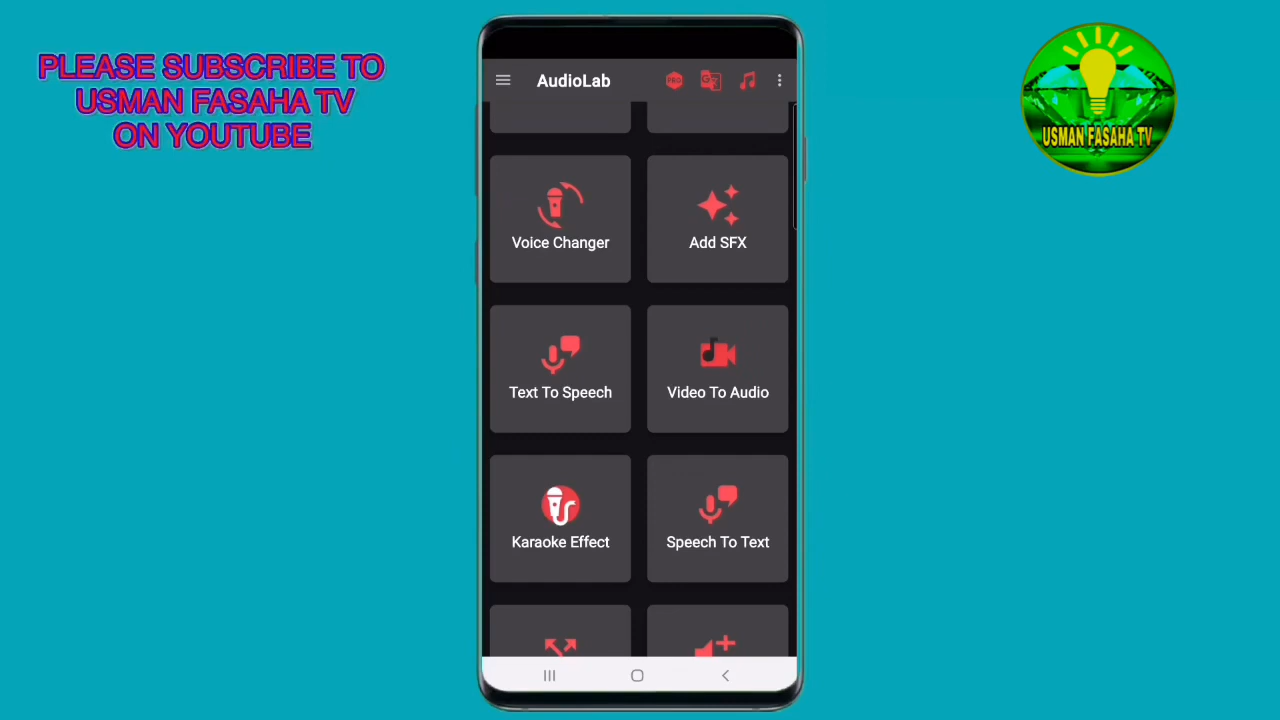 PLEASE SUBSCRIBE TO
USMAN FASAHA TV
ON YOUTUBE
USMAN FASAHA TV
AudioLab
PRO
G
Voice Changer
Add SFX
Text To Speech
Video To Audio
Karaoke Effect
Speech To Text